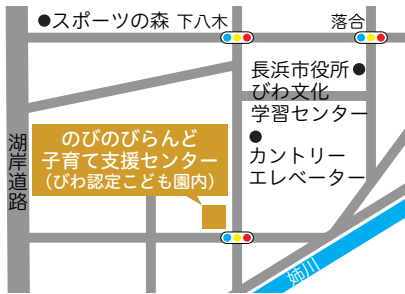 ●スポーツの森
下八木
落合
長浜市役所●
びわ文化
学習センター
●
カントリー
エレベーター
湖岸道路
のびのびらんど
子育て支援センター
（びわ認定こども園内）
姉川